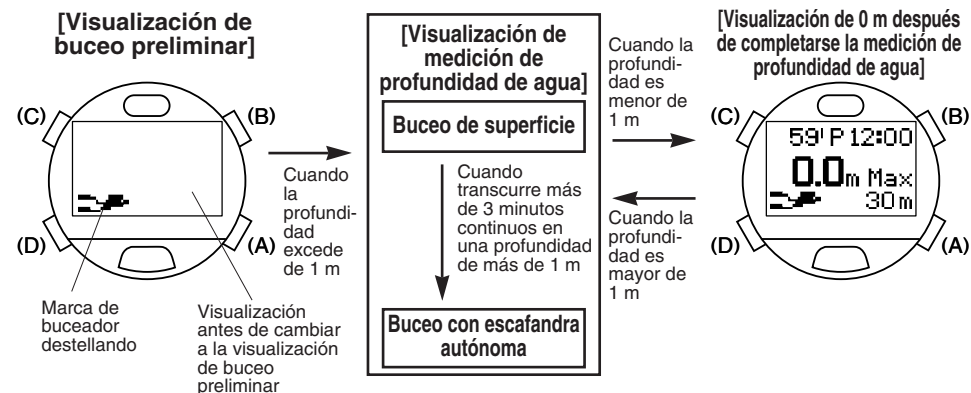 [Visualización de
buceo preliminar]
(C)
(B)
(D)
(A)
Marca de
buceador
destellando
Visualización
antes de cambiar
a la visualización
de buceo
preliminar
Cuando
la
profundi-
dad
excede
de 1 m
[Visualización de
medición de
profundidad de agua]
Buceo de superficie
Cuando
transcurre más
de 3 minutos
continuos en
una profundidad
de más de 1 m
Buceo con escafandra
autónoma
Cuando la
profundi-
dad es
menor de
1 m
Cuando la
profundi-
dad es
mayor de
1 m
[Visualización de 0 m después
de completarse la medición de
profundidad de agua]
(C)
(B)
59' P 12:00
0.0m Max
30m
(D)
(A)